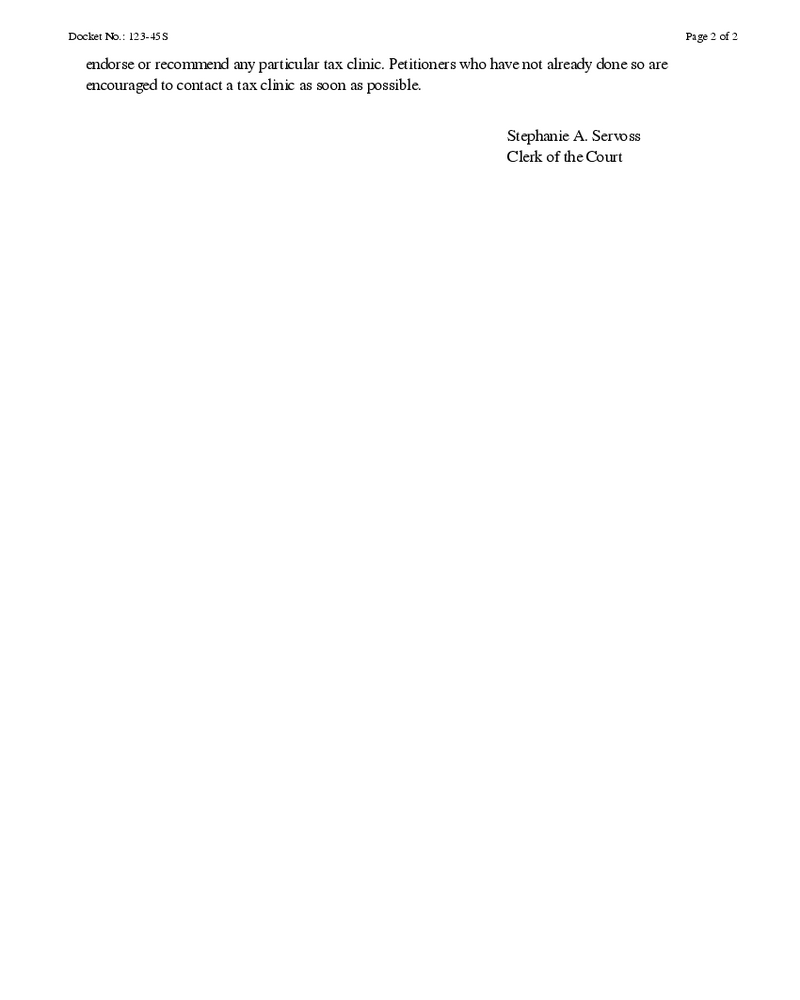 Docket No.: 123-45S
Page 2 of 2
endorse or recommend any particular tax clinic. Petitioners who have not already done so are
encouraged to contact a tax clinic as soon as possible.
Stephanie A. Servoss
Clerk of the Court